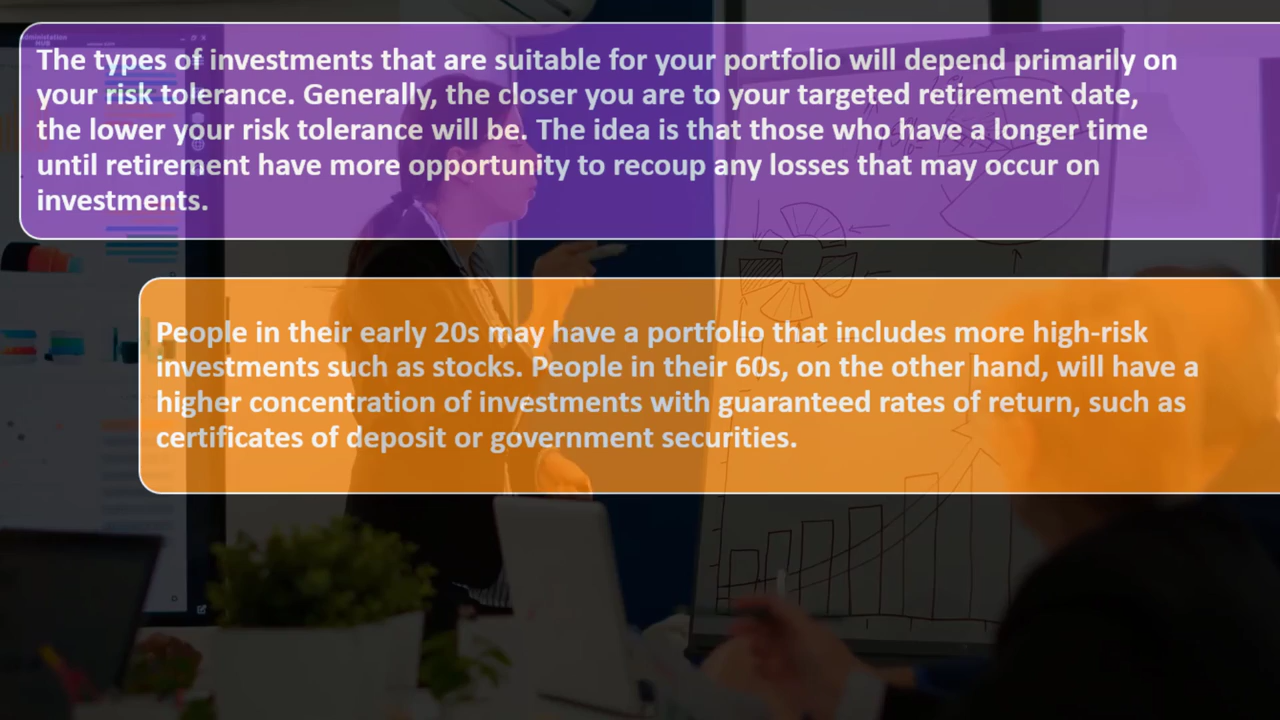 The types of investments that are suitable for your portfolio will depend primarily on
your risk tolerance. Generally, the closer you are to your targeted retirement date,
the lower your risk tolerance will be. The idea is that those who have a longer time
until retirement have more opportunity to recoup any losses that may occur on
investments.
People in their early 20s may have a portfolio that includes more high-risk
investments such as stocks. People in their 60s, on the other hand, will have a
higher concentration of investments with guaranteed rates of return, such as
certificates of deposit or government securities.